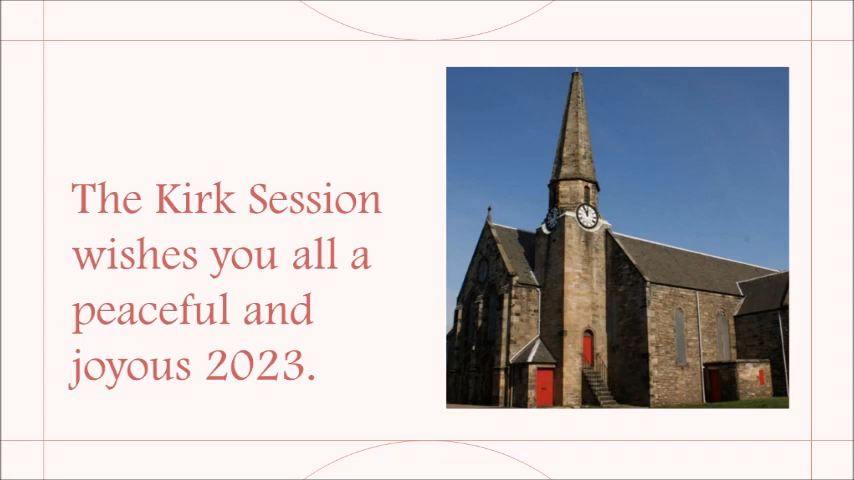 The Kirk Session
wishes you all a
peaceful and
joyous 2023.